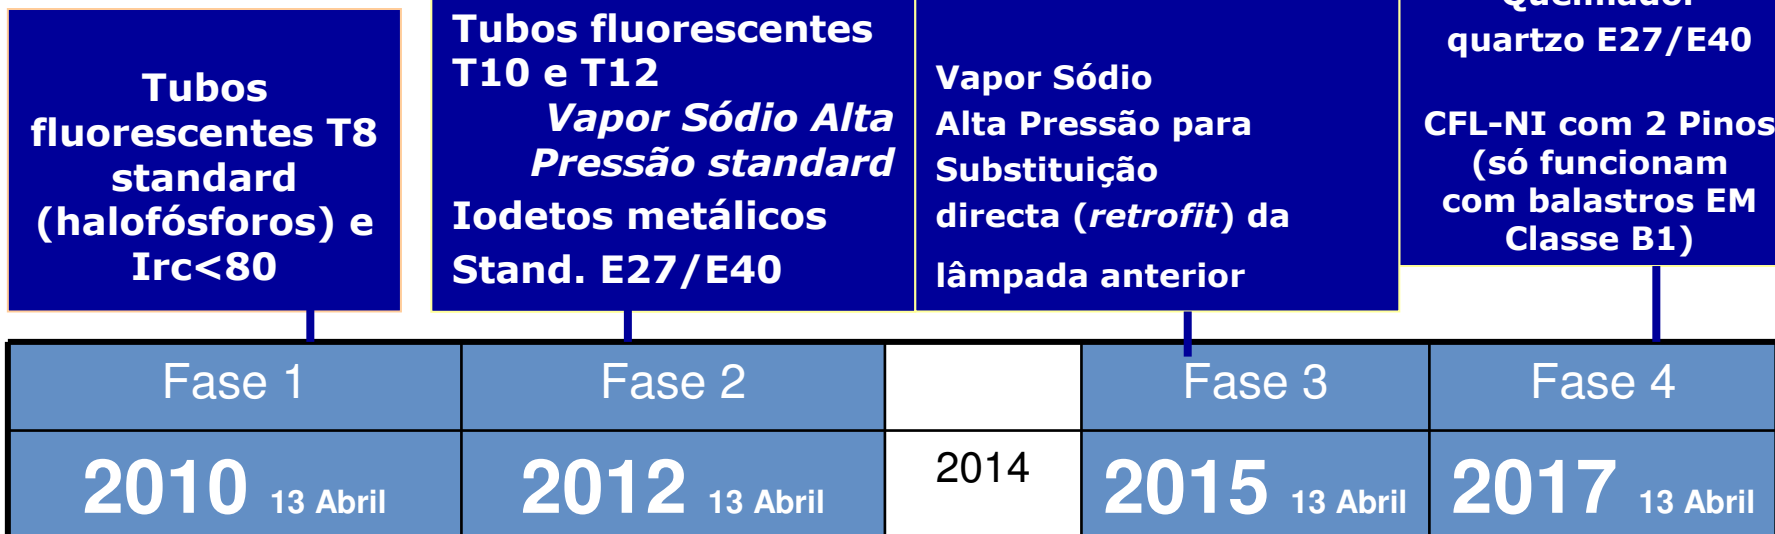 Tubos
fluorescentes T8
standard
(halofósforos) e
Irc<80
Tubos fluorescentes
T10 e T12
Vapor Sódio Alta
Pressão standard
Iodetos metálicos
Stand. E27/E40
Vapor Sódio
Alta Pressão para
Substituição
directa (retrofit) da
lâmpada anterior
Queimador
quartzo E27/E40
CFL-NI com 2 Pinos
(só funcionam
com balastros EM
Classe B1)
Fase 1
Fase 2
Fase 3
Fase 4
2010 13 Abril
2012 13 Abril
2014
2015 13 Abril
2017 13 Abril